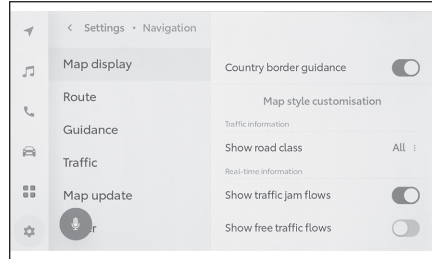 < Settings • Navigation
Map display
Route
Guidance
Traffic
Map update
r
Country border guidance
Map style customisation
Traffic information
Show road class
All
Real-time information
Show traffic jam flows
Show free traffic flows